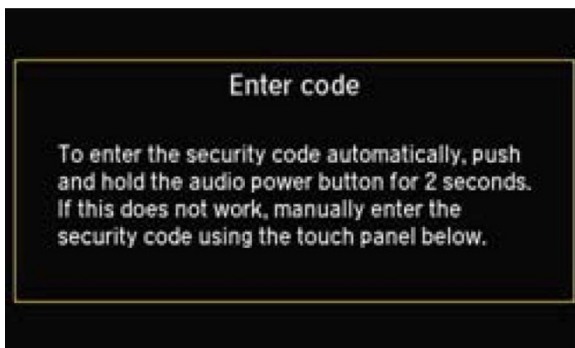 Enter code
To enter the security code automatically, push
and hold the audio power button for 2 seconds.
If this does not work, manually enter the
security code using the touch panel below.